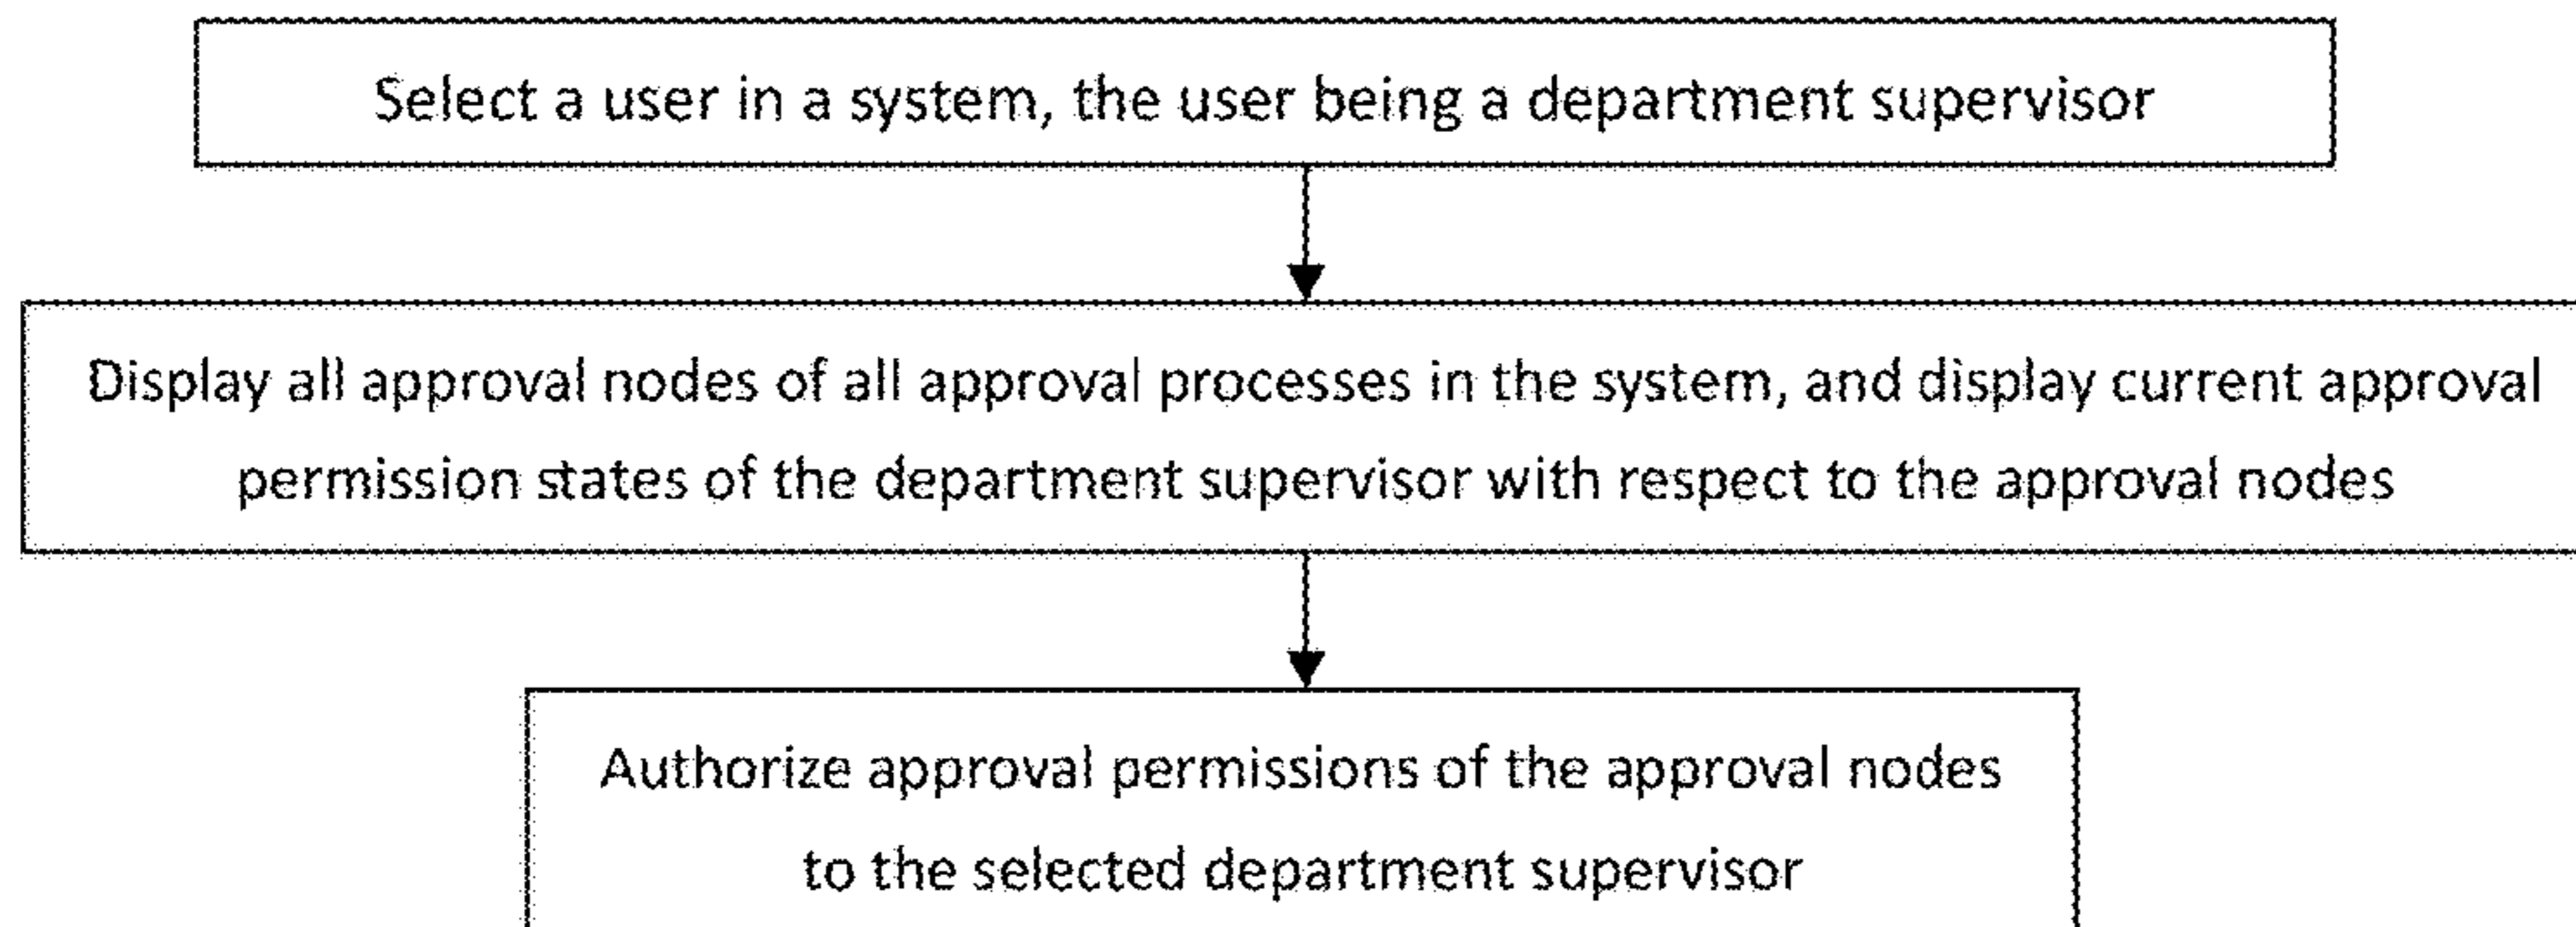 Select a user in a system, the user being a department supervisor
Display all approval nodes of all approval processes in the system, and display current approval
permission states of the department supervisor with respect to the approval nodes
Authorize approval permissions of the approval nodes
to the selected department supervisor